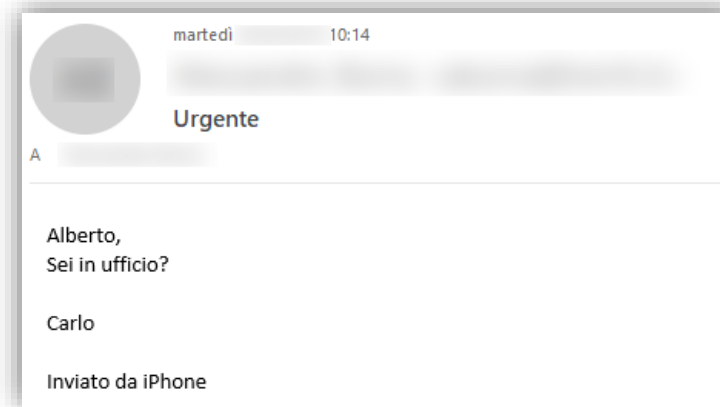 martedì 10:14
Urgente
A
Alberto,
Sei in ufficio?
Carlo
Inviato da iPhone